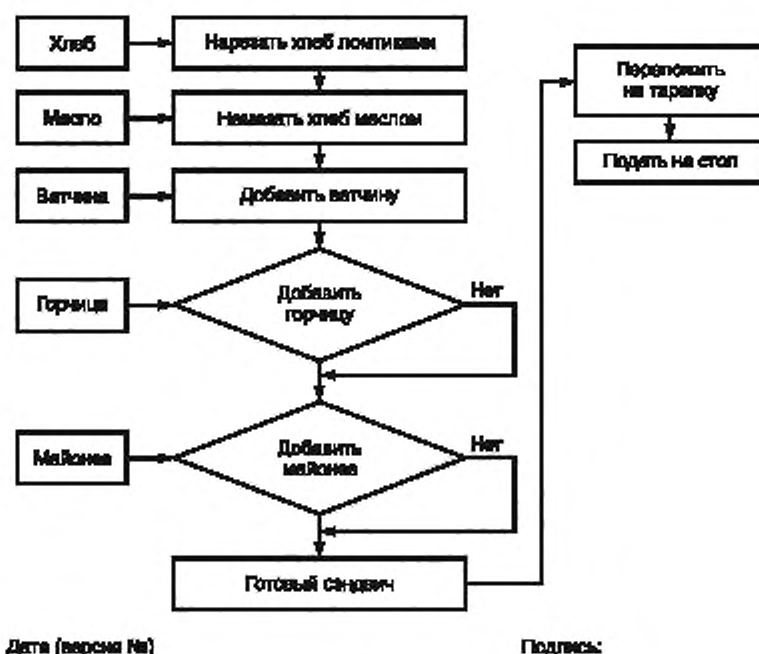 Хлеб
Нарезать хлеб ломтиками
Масло
Намазать хлеб маслом
Ветчина
Добавить ветчину
Горчица
Добавить
горчицу
Нет
Майонез
Добавить
майонез
Нет
Готовый сэндвич
Переложить
на тарелку
Подать на стол
Дата (версия №)
Подпись: